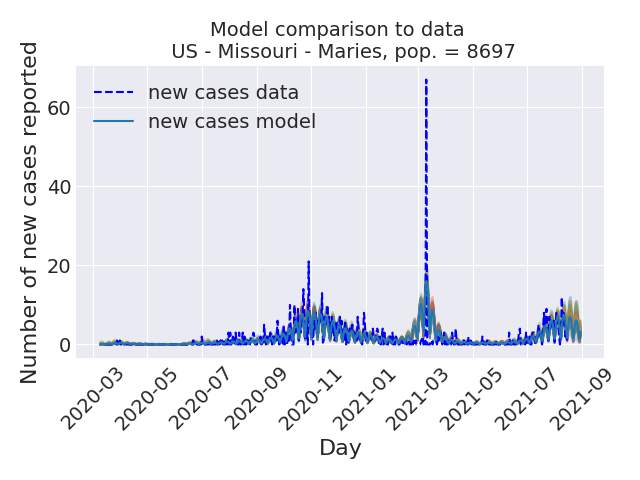 Model comparison to data
US - Missouri - Maries, pop. = 8697
Number of new cases reported
60
40
20
0
new cases data
new cases model
2020-03
2020-05
2020-07
2020-09
2020-11
2021-01
2021-03
2021-05
2021-07
2021-09
Day